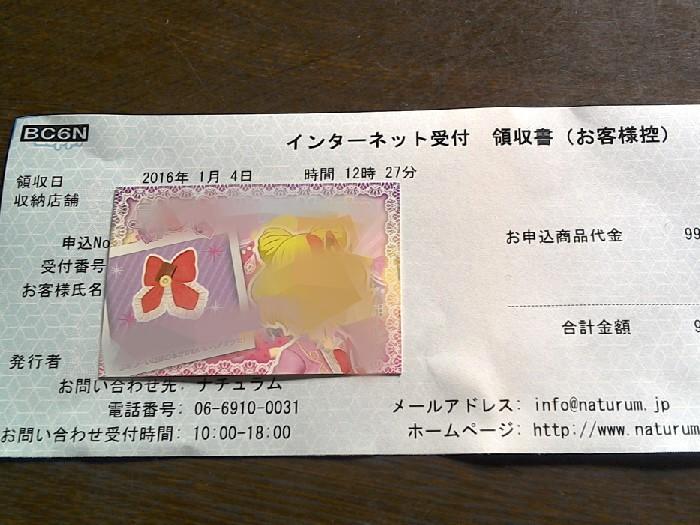 BC6N
インターネット受付 領収書（お客様控）
領収日 2016年 1月 4日 時間 12時 27分
収納店舗
申込No
お申込商品代金 99
受付番号
お客様氏名
合計金額 9
発行者
お問い合わせ先: ナチュラム
電話番号: 06-6910-0031 メールアドレス: info@naturum.jp
お問い合わせ受付時間: 10:00-18:00 ホームページ: http://www.naturum